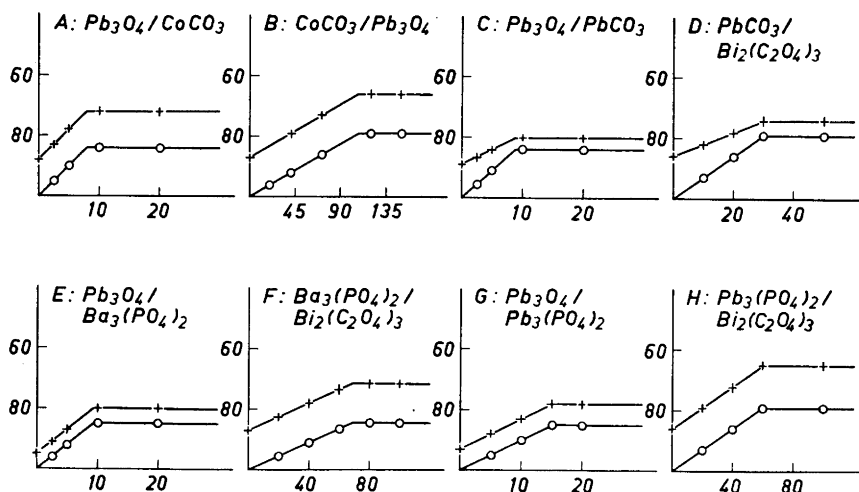 A: Pb₃O₄/CoCO₃
60
80
10 20
B: CoCO₃/Pb₃O₄
60
80
45 90 135
C: Pb₃O₄/PbCO₃
60
80
10 20
D: PbCO₃/
Bi₂(C₂O₄)₃
60
80
20 40
E: Pb₃O₄/
Ba₃(PO₄)₂
60
80
10 20
F: Ba₃(PO₄)₂/
Bi₂(C₂O₄)₃
60
80
40 80
G: Pb₃O₄/
Pb₃(PO₄)₂
60
80
10 20
H: Pb₃(PO₄)₂/
Bi₂(C₂O₄)₃
60
80
40 80